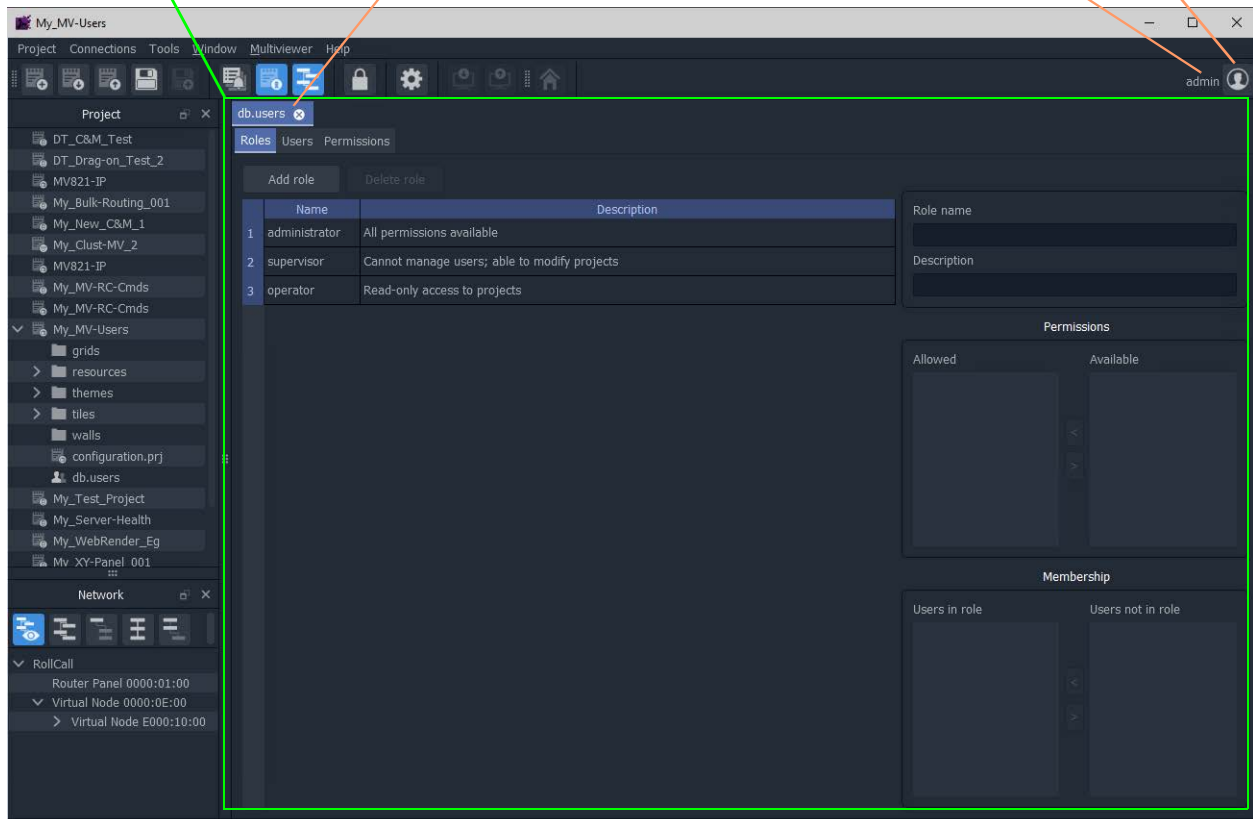 My_MV-Users
Project Connections Tools Window Multiviewer Help
admin
Project
DT_C&M_Test
DT_Drag-on_Test_2
MV821-IP
My_Bulk-Routing_001
My_New_C&M_1
My_Clust-MV_2
MV821-IP
My_MV-RC-Cmds
My_MV-RC-Cmds
My_MV-Users
grids
resources
themes
tiles
walls
configuration.prj
db.users
My_Test_Project
My_Server-Health
My_WebRender_Eg
My_XY-Panel_001
Network
RollCall
Router Panel 0000:01:00
Virtual Node 0000:0E:00
Virtual Node E000:10:00
db.users
Roles Users Permissions
Add role Delete role
Name Description
1 administrator All permissions available
2 supervisor Cannot manage users; able to modify projects
3 operator Read-only access to projects
Role name
Description
Permissions
Allowed Available
<
>
Membership
Users in role Users not in role
<
>